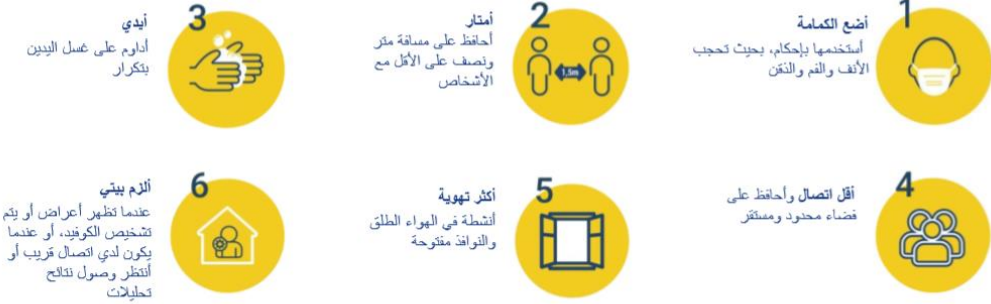 1
أضع الكمامة
أستخدمها بإحكام، بحيث تحجب
الأنف والفم والذقن
2
أمتار
أحافظ على مسافة متر
ونصف على الأقل مع
الأشخاص
1,5m
3
أيدي
أداوم على غسل اليدين
بتكرار
4
أقل اتصال وأحافظ على
فضاء محدود ومستقر
5
أكثر تهوية
أنشطة في الهواء الطلق
والنوافذ مفتوحة
6
ألزم بيتي
عندما تظهر أعراض أو يتم
تشخيص الكوفيد، أو عندما
يكون لدي اتصال قريب أو
أنتظر وصول نتائح
تحليلات